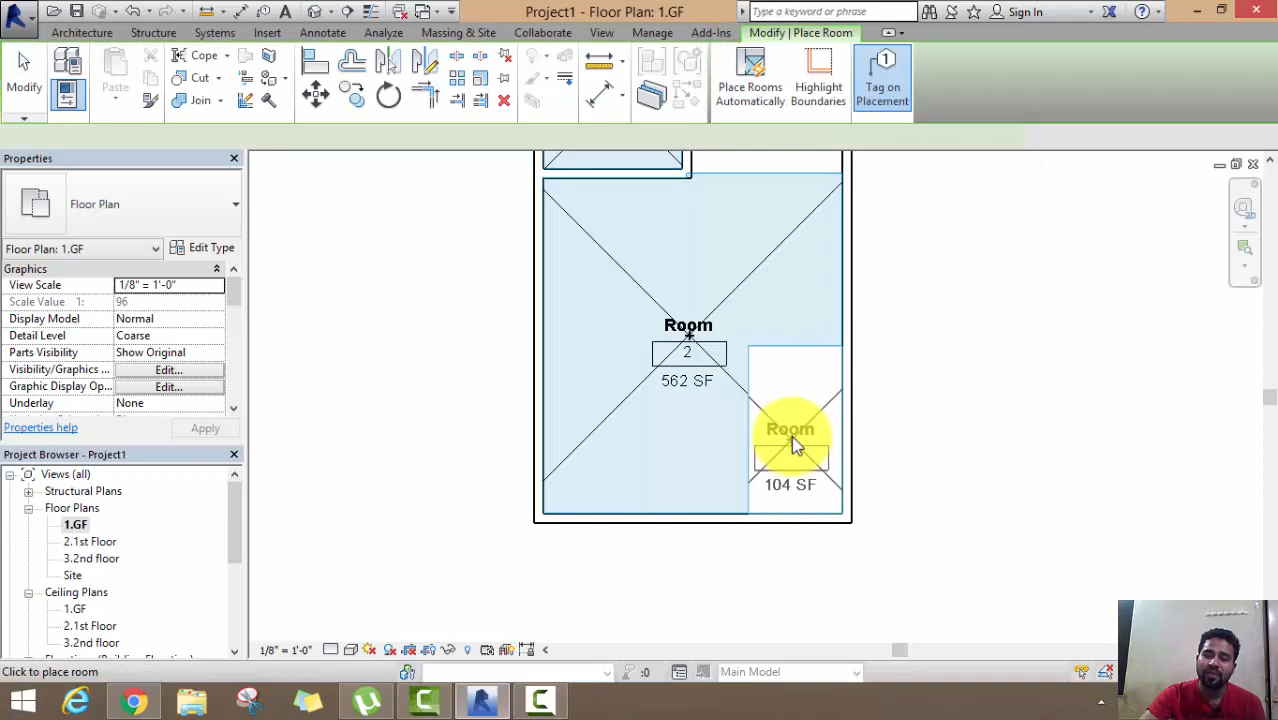 Project1 - Floor Plan: 1.GF
Type a keyword or phrase
Sign In
Architecture
Structure
Systems
Insert
Annotate
Analyze
Massing & Site
Collaborate
View
Manage
Add-Ins
Modify | Place Room
Modify
Paste
Cope
Cut
Join
Place Rooms
Automatically
Highlight
Boundaries
1
Tag on
Placement
Properties
Floor Plan
Floor Plan: 1.GF
Edit Type
Graphics
View Scale
1/8" = 1'-0"
Scale Value 1:
96
Display Model
Normal
Detail Level
Coarse
Parts Visibility
Show Original
Visibility/Graphics ...
Edit...
Graphic Display Op...
Edit...
Underlay
None
Properties help
Apply
Project Browser - Project1
Views (all)
Structural Plans
Floor Plans
1.GF
2.1st Floor
3.2nd floor
Site
Ceiling Plans
1.GF
2.1st Floor
3.2nd floor
Room
2
562 SF
Room
104 SF
2D
1/8" = 1'-0"
Click to place room
:0
Main Model